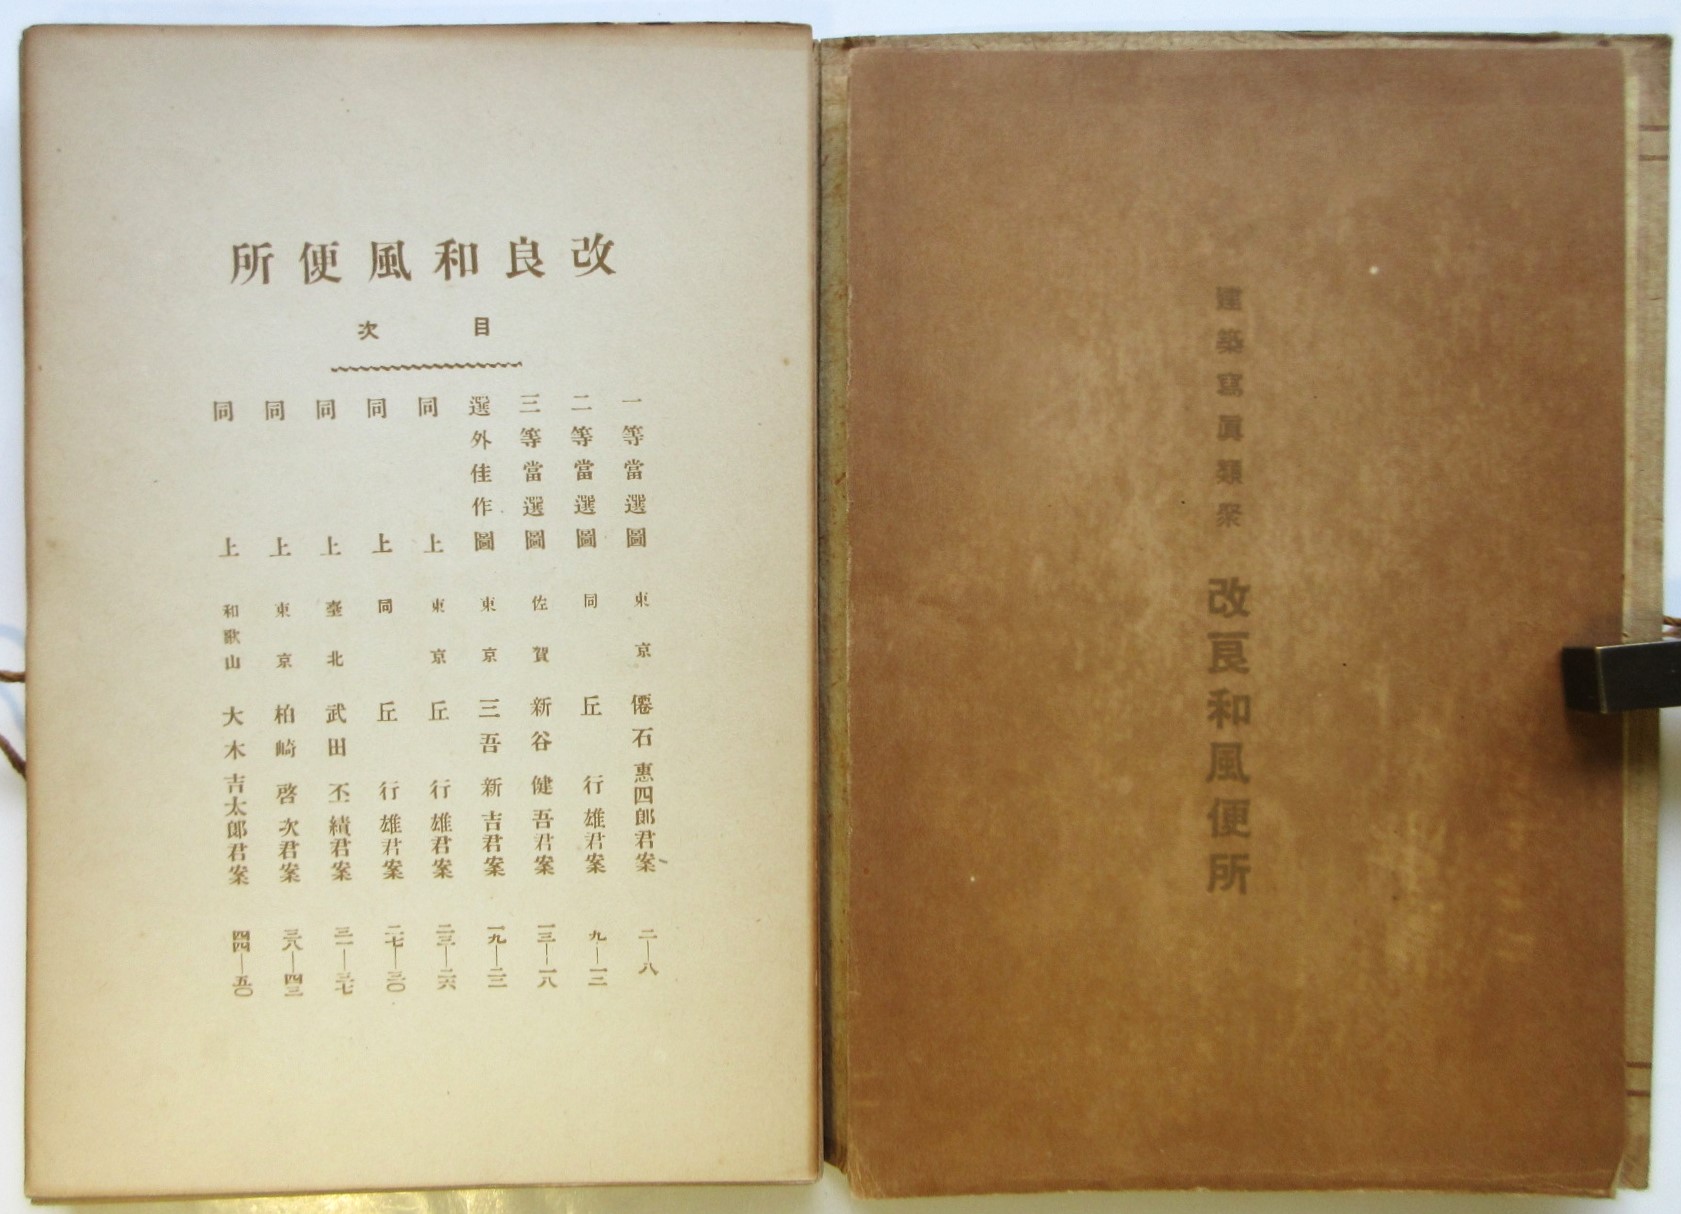 建築寫眞類聚 改良和風便所
改良和風便所
目次
一等當選圖 東京 僊石惠四郎君案 二—八
二等當選圖 同 丘行雄君案 九—一二
三等當選圖 佐賀 新谷健吾君案 一三—一八
選外佳作圖 東京 三吾新吉君案 一九—二二
同上 東京 丘行雄君案 二三—二六
同上 同 丘行雄君案 二七—三〇
同上 臺北 武田丕績君案 三一—三七
同上 東京 柏崎啓次君案 三八—四三
同上 和歌山 大木吉太郎君案 四四—五〇